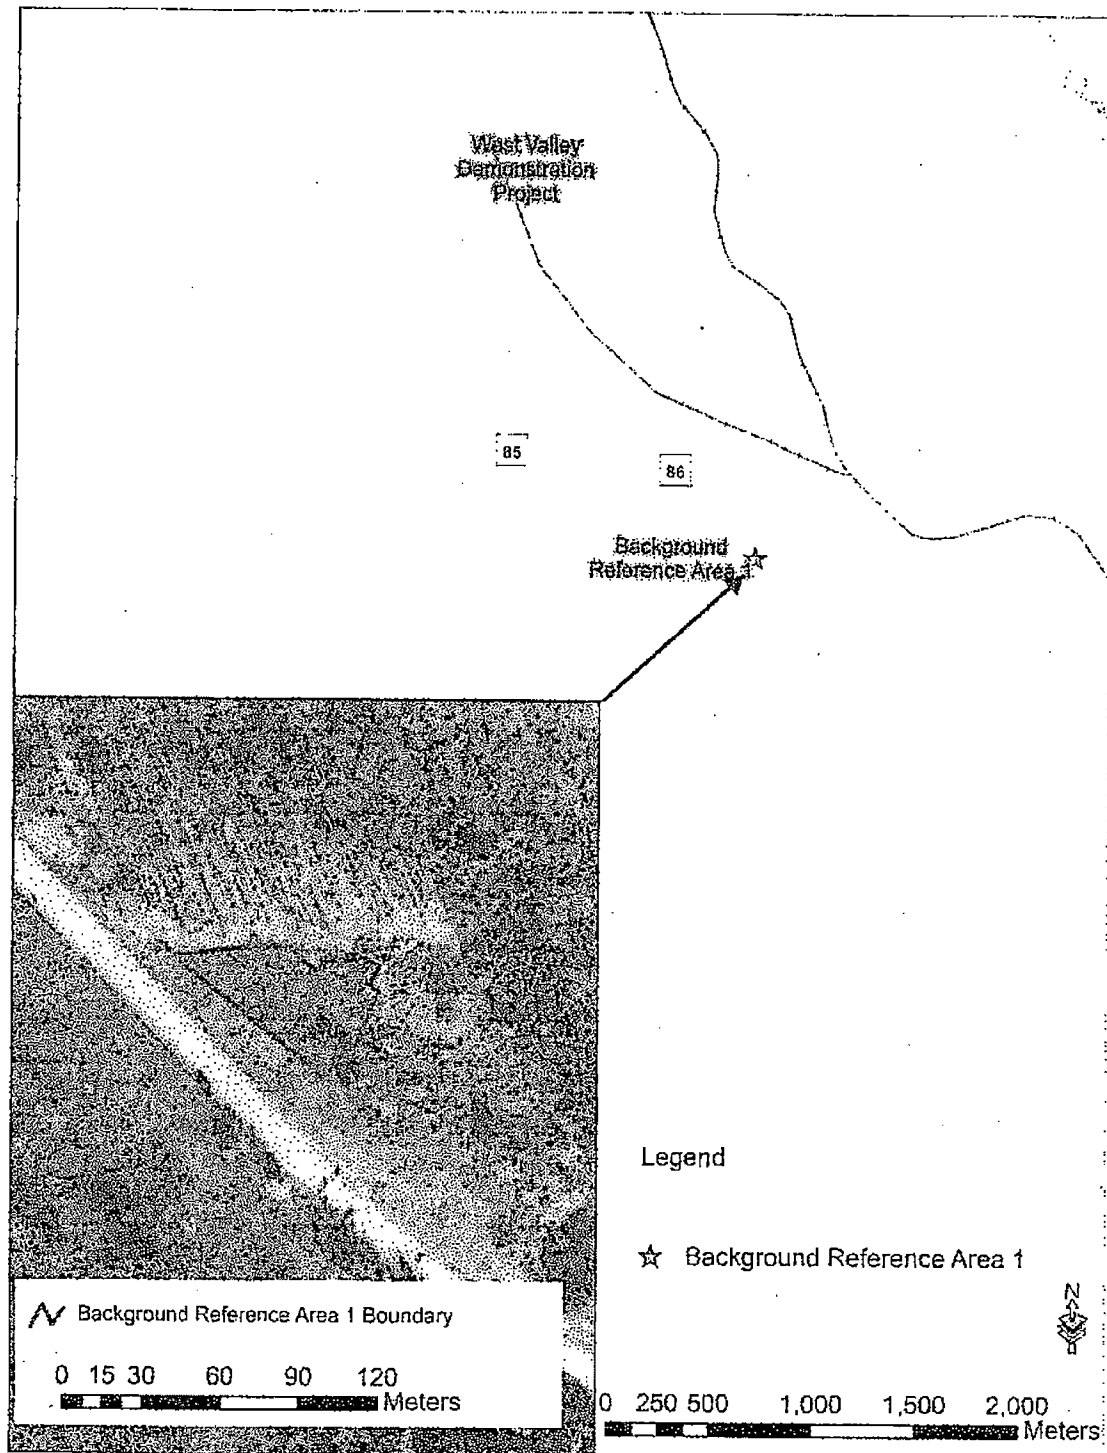 West Valley
Demonstration
Project
85
86
Background
Reference Area 1
Legend
Background Reference Area 1
N
Background Reference Area 1 Boundary
0 15 30 60 90 120
Meters
0 250 500 1,000 1,500 2,000
Meters